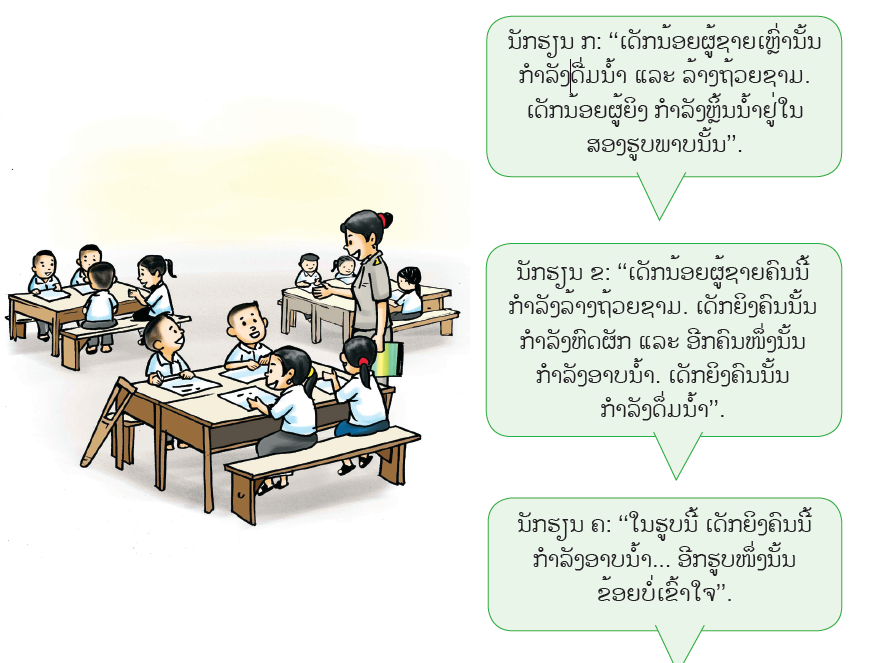 ນັກຮຽນ ກ: “ເດັກນ້ອຍຜູ້ຊາຍເຫຼົ່ານັ້ນ
ກຳລັງດື່ມນ້ຳ ແລະ ລ້າງຖ້ວຍຊາມ.
ເດັກນ້ອຍຜູ້ຍິງ ກຳລັງຫຼິ້ນນ້ຳຢູ່ໃນ
ສອງຮູບພາບນັ້ນ”.
ນັກຮຽນ ຂ: “ເດັກນ້ອຍຜູ້ຊາຍຄົນນີ້
ກຳລັງລ້າງຖ້ວຍຊາມ. ເດັກຍິງຄົນນັ້ນ
ກຳລັງຫົດຜັກ ແລະ ອີກຄົນໜຶ່ງນັ້ນ
ກຳລັງອາບນ້ຳ. ເດັກຍິງຄົນນັ້ນ
ກຳລັງດື່ມນ້ຳ”.
ນັກຮຽນ ຄ: “ໃນຮູບນີ້ ເດັກຍິງຄົນນີ້
ກຳລັງອາບນ້ຳ... ອີກຮູບໜຶ່ງນັ້ນ
ຂ້ອຍບໍ່ເຂົ້າໃຈ”.